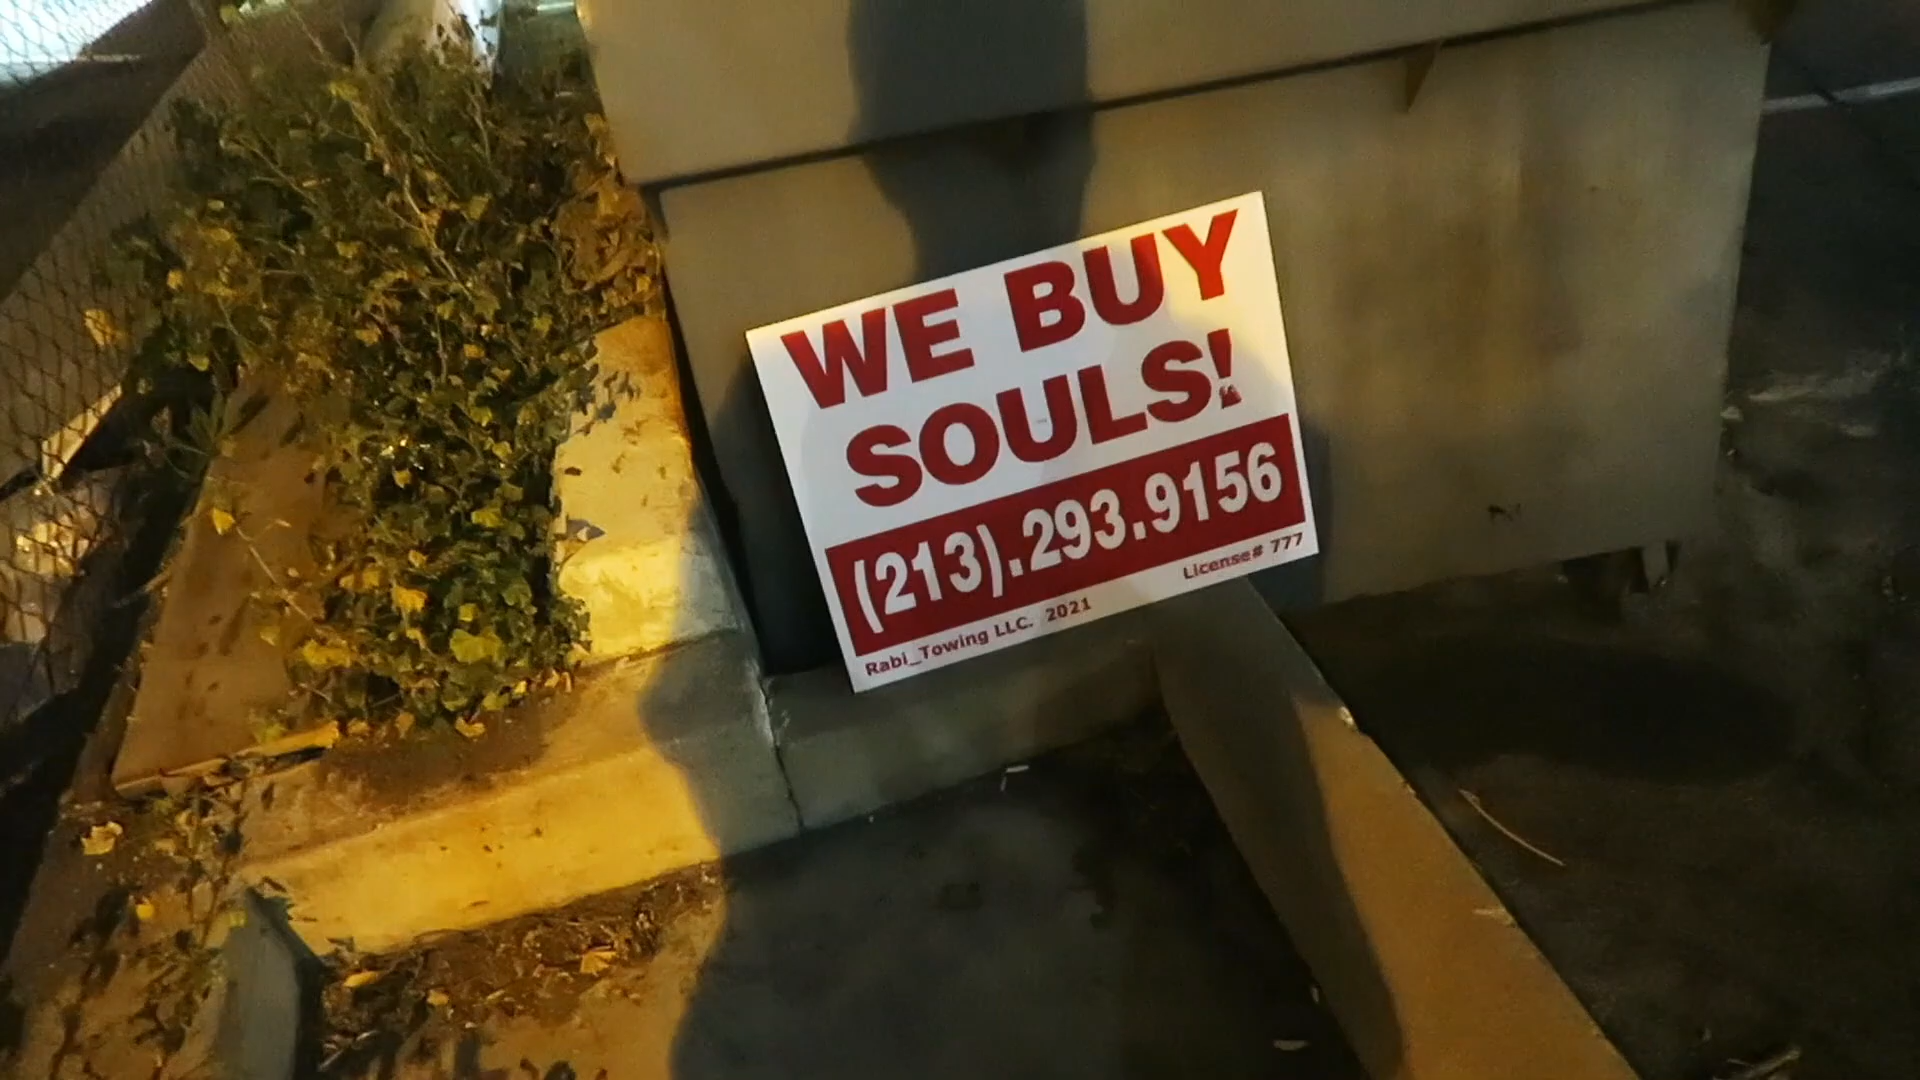 WE BUY
SOULS!
(213).293.9156
License# 777
Rabi_Towing LLC. 2021